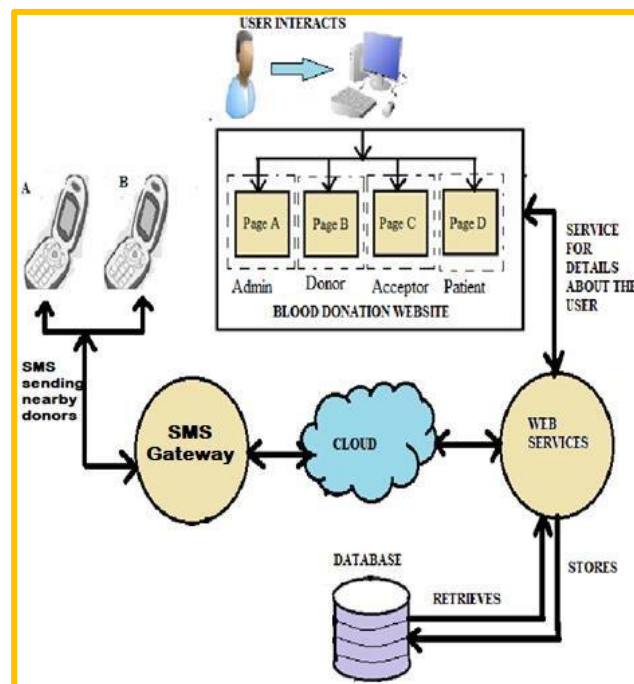 USER INTERACTS
A
B
Page A
Page B
Page C
Page D
Admin
Donor
Acceptor
Patient
BLOOD DONATION WEBSITE
SERVICE
FOR
DETAILS
ABOUT THE
USER
SMS
sending
nearby
donors
SMS
Gateway
CLOUD
WEB
SERVICES
DATABASE
RETRIEVES
STORES